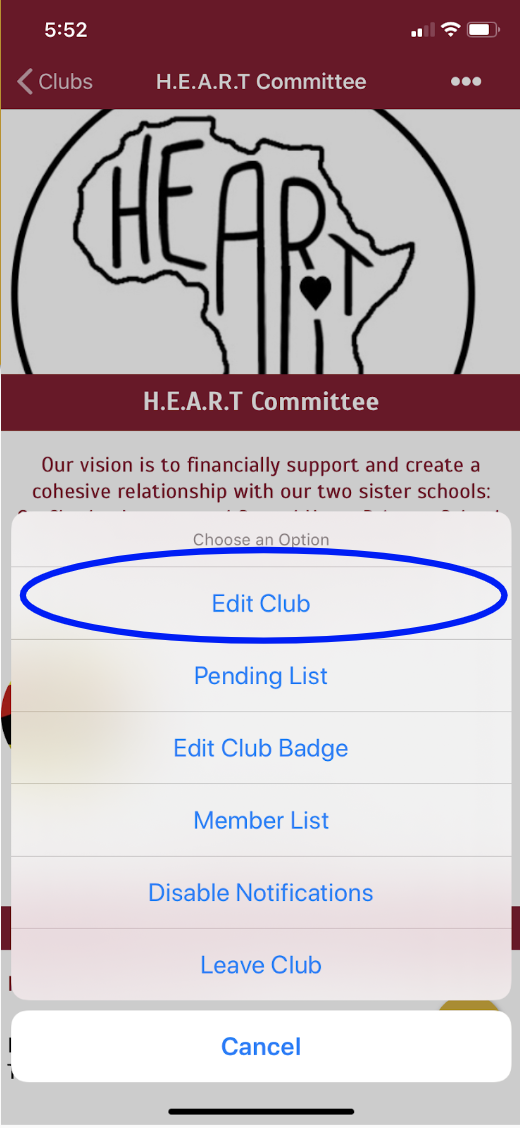 5:52
Clubs
H.E.A.R.T Committee
HEART
H.E.A.R.T Committee
Our vision is to financially support and create a
cohesive relationship with our two sister schools:
Choose an Option
Edit Club
Pending List
Edit Club Badge
Member List
Disable Notifications
Leave Club
Cancel